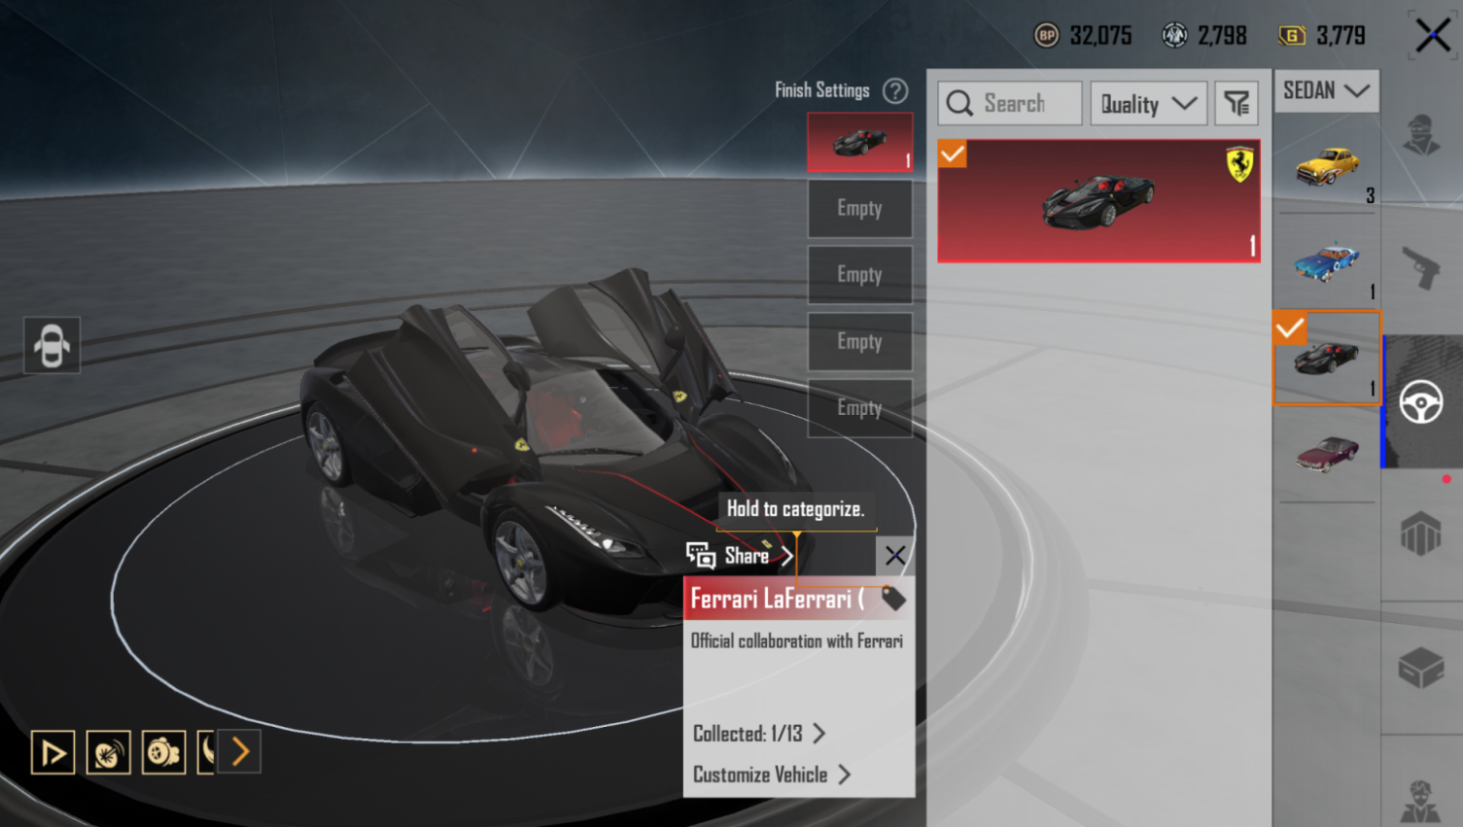 BP 32,075
2,798
G 3,779
Finish Settings ?
1
Empty
Empty
Empty
Empty
Search
Quality
SEDAN
1
3
1
1
Hold to categorize.
Share
Ferrari LaFerrari (
Official collaboration with Ferrari
Collected: 1/13
Customize Vehicle